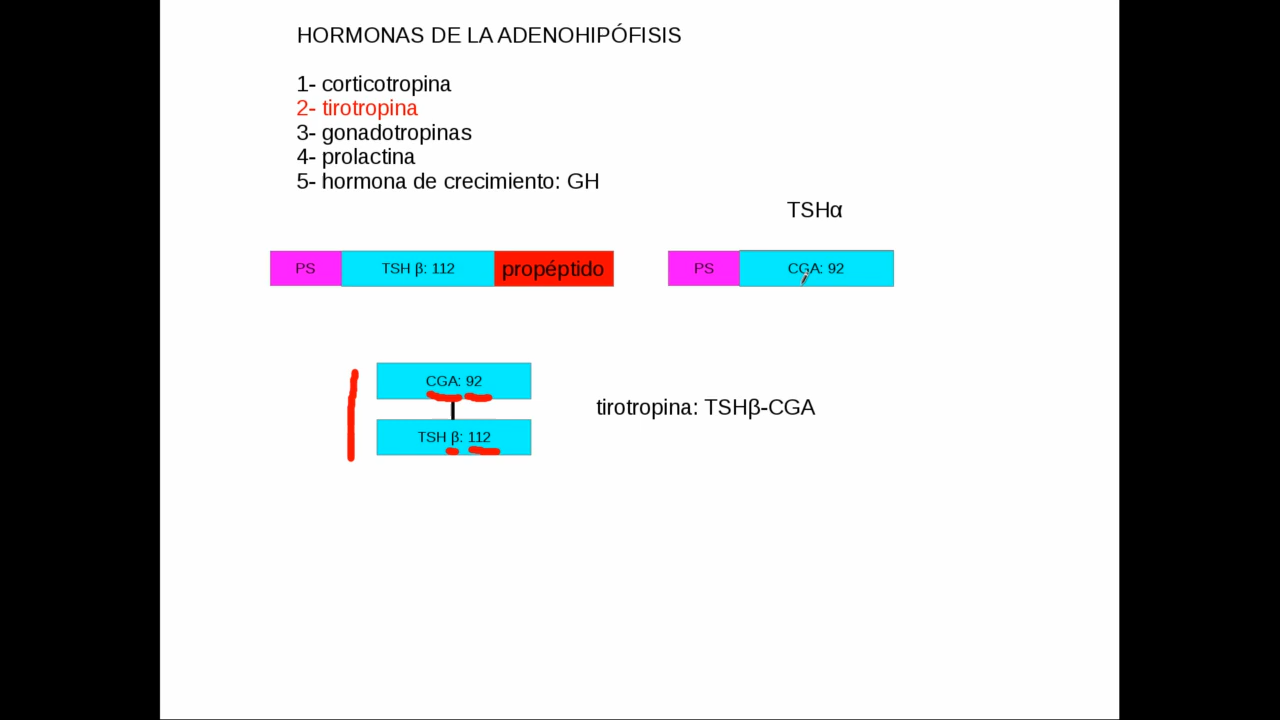 HORMONAS DE LA ADENOHIPÓFISIS
1- corticotropina
2- tirotropina
3- gonadotropinas
4- prolactina
5- hormona de crecimiento: GH
TSHα
PS TSH β: 112 propéptido PS CGA: 92
CGA: 92
tirotropina: TSHβ-CGA
TSH β: 112